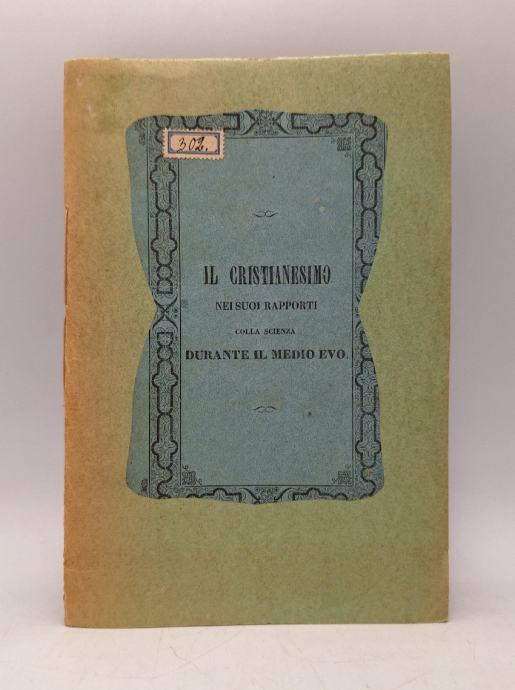 302.
IL CRISTIANESIMO
NEI SUOI RAPPORTI
COLLA SCIENZA
DURANTE IL MEDIO EVO.